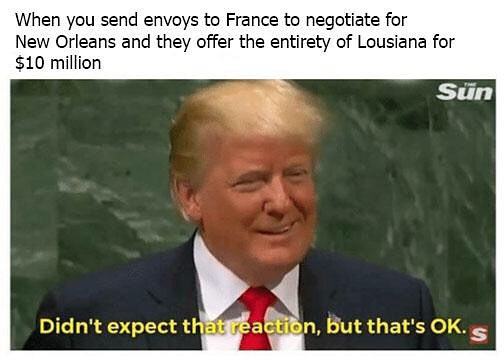 When you send envoys to France to negotiate for
New Orleans and they offer the entirety of Lousiana for
$10 million
THE
Sun
Didn't expect that reaction, but that's OK.
S